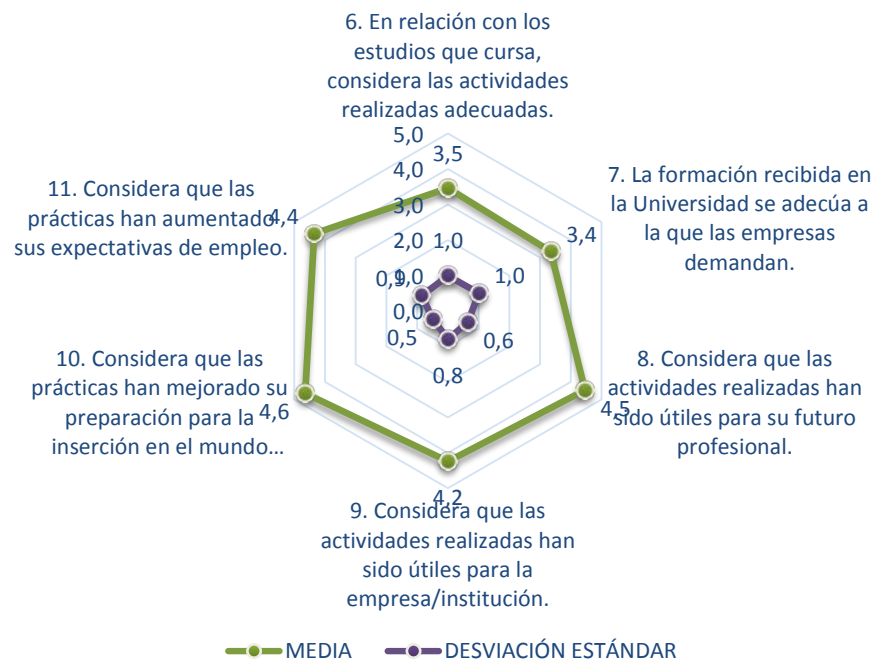 6. En relación con los
estudios que cursa,
considera las actividades
realizadas adecuadas.
5,0
3,5
4,0
3,0
2,0
1,0
1,0
0,0
7. La formación recibida en
la Universidad se adecúa a
la que las empresas
demandan.
3,4
1,0
8. Considera que las
actividades realizadas han
sido útiles para su futuro
profesional.
4,5
0,6
9. Considera que las
actividades realizadas han
sido útiles para la
empresa/institución.
4,2
0,8
10. Considera que las
prácticas han mejorado su
preparación para la
inserción en el mundo…
4,6
0,5
11. Considera que las
prácticas han aumentado
sus expectativas de empleo.
4,4
0,9
MEDIA
DESVIACIÓN ESTÁNDAR